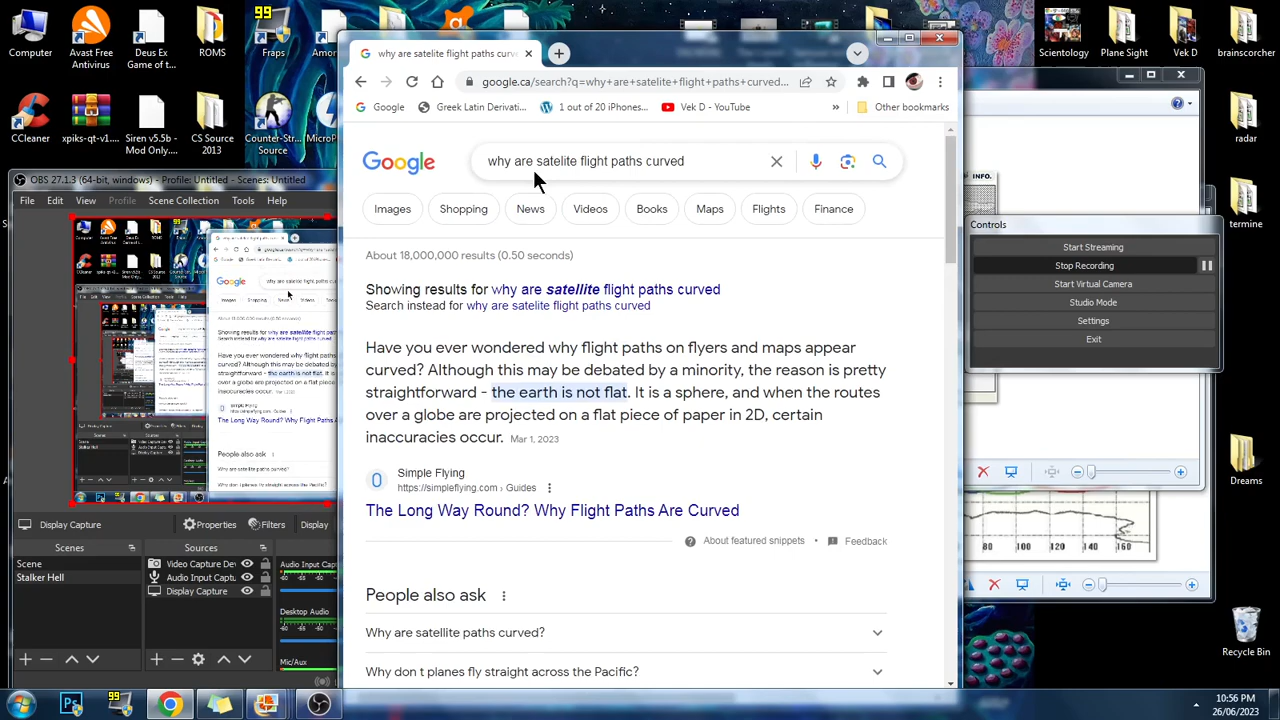 99
Computer
Avast Free
Antivirus
Deus Ex
Game of t...
ROMS
Fraps
Amor
CCleaner
xpiks-qt-v1...
Siren v5.5b -
Mod Only...
CS Source
2013
Counter-Str...
Source
MicroP
Scientology
Plane Sight
Vek D
brainscorcher
radar
termine
Dreams
Recycle Bin
why are satelite flight paths curv
google.ca/search?q=why+are+satelite+flight+paths+curved...
Google
Greek Latin Derivati...
1 out of 20 iPhones...
Vek D - YouTube
»
Other bookmarks
Google
why are satelite flight paths curved
Images
Shopping
News
Videos
Books
Maps
Flights
Finance
About 18,000,000 results (0.50 seconds)
Showing results for why are satellite flight paths curved
Search instead for why are satelite flight paths curved
Have you ever wondered why flight paths on flyers and maps appear
curved? Although this may be debated by a minority, the reason is pretty
straightforward - the earth is not flat. It is a sphere, and when the routes
over a globe are projected on a flat piece of paper in 2D, certain
inaccuracies occur. Mar 1, 2023
Simple Flying
https://simpleflying.com › Guides
The Long Way Round? Why Flight Paths Are Curved
About featured snippets
•
Feedback
People also ask
Why are satellite paths curved?
Why don t planes fly straight across the Pacific?
OBS 27.1.3 (64-bit, windows) - Profile: Untitled - Scenes: Untitled
File
Edit
View
Profile
Scene Collection
Tools
Help
Display Capture
Properties
Filters
Display
Scenes
Sources
Scene
Stalker Hell
Video Capture Dev
Audio Input Captu
Display Capture
Audio Input Capt
Desktop Audio
Mic/Aux
INFO.
Controls
Start Streaming
Stop Recording
Start Virtual Camera
Studio Mode
Settings
Exit
80 100 120 140 160
99
10:56 PM
26/06/2023